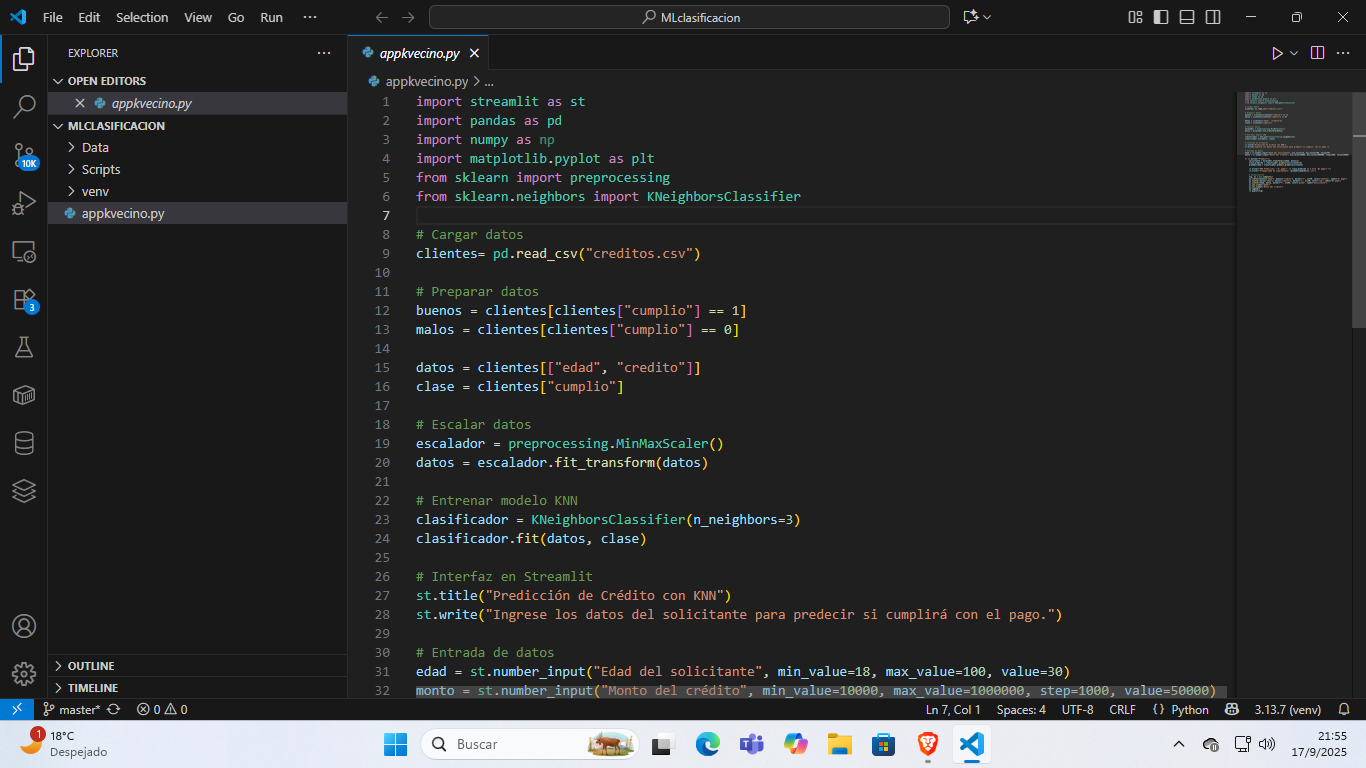 File Edit Selection View Go Run ···
MLclasificacion
EXPLORER ···
OPEN EDITORS
appkvecino.py
MLCLASIFICACION
Data
Scripts
venv
appkvecino.py
OUTLINE
TIMELINE
10K
3
appkvecino.py
appkvecino.py > ...
1 import streamlit as st
2 import pandas as pd
3 import numpy as np
4 import matplotlib.pyplot as plt
5 from sklearn import preprocessing
6 from sklearn.neighbors import KNeighborsClassifier
7
8 # Cargar datos
9 clientes= pd.read_csv("creditos.csv")
10
11 # Preparar datos
12 buenos = clientes[clientes["cumplio"] == 1]
13 malos = clientes[clientes["cumplio"] == 0]
14
15 datos = clientes[["edad", "credito"]]
16 clase = clientes["cumplio"]
17
18 # Escalar datos
19 escalador = preprocessing.MinMaxScaler()
20 datos = escalador.fit_transform(datos)
21
22 # Entrenar modelo KNN
23 clasificador = KNeighborsClassifier(n_neighbors=3)
24 clasificador.fit(datos, clase)
25
26 # Interfaz en Streamlit
27 st.title("Predicción de Crédito con KNN")
28 st.write("Ingrese los datos del solicitante para predecir si cumplirá con el pago.")
29
30 # Entrada de datos
31 edad = st.number_input("Edad del solicitante", min_value=18, max_value=100, value=30)
32 monto = st.number_input("Monto del crédito", min_value=10000, max_value=1000000, step=1000, value=50000)
master* 0 0 Ln 7, Col 1 Spaces: 4 UTF-8 CRLF {} Python 3.13.7 (venv)
1
18°C
Despejado
Buscar
21:55
17/9/2025